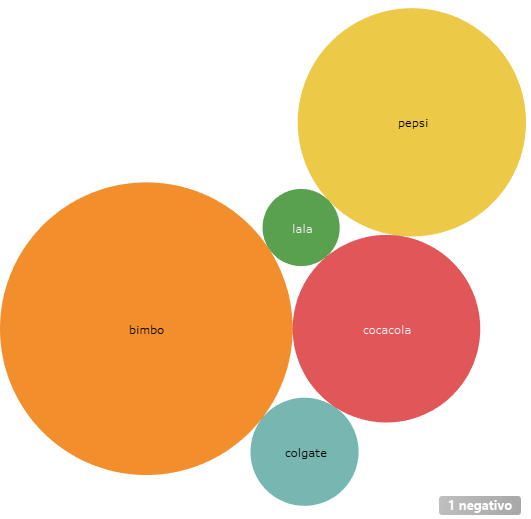 pepsi
lala
bimbo
cocacola
colgate
1 negativo